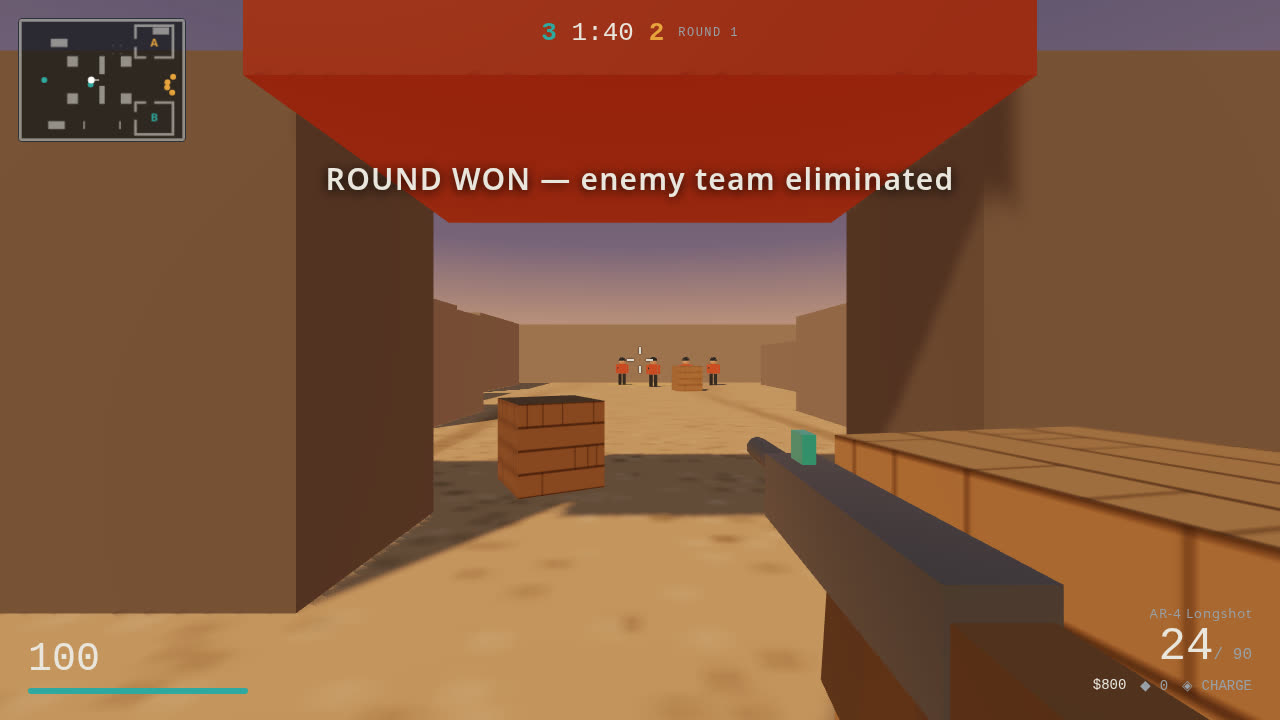 3 1:40 2 ROUND 1
A
B
ROUND WON — enemy team eliminated
100
AR-4 Longshot
24 / 90
$800 ◆ 0 ◈ CHARGE